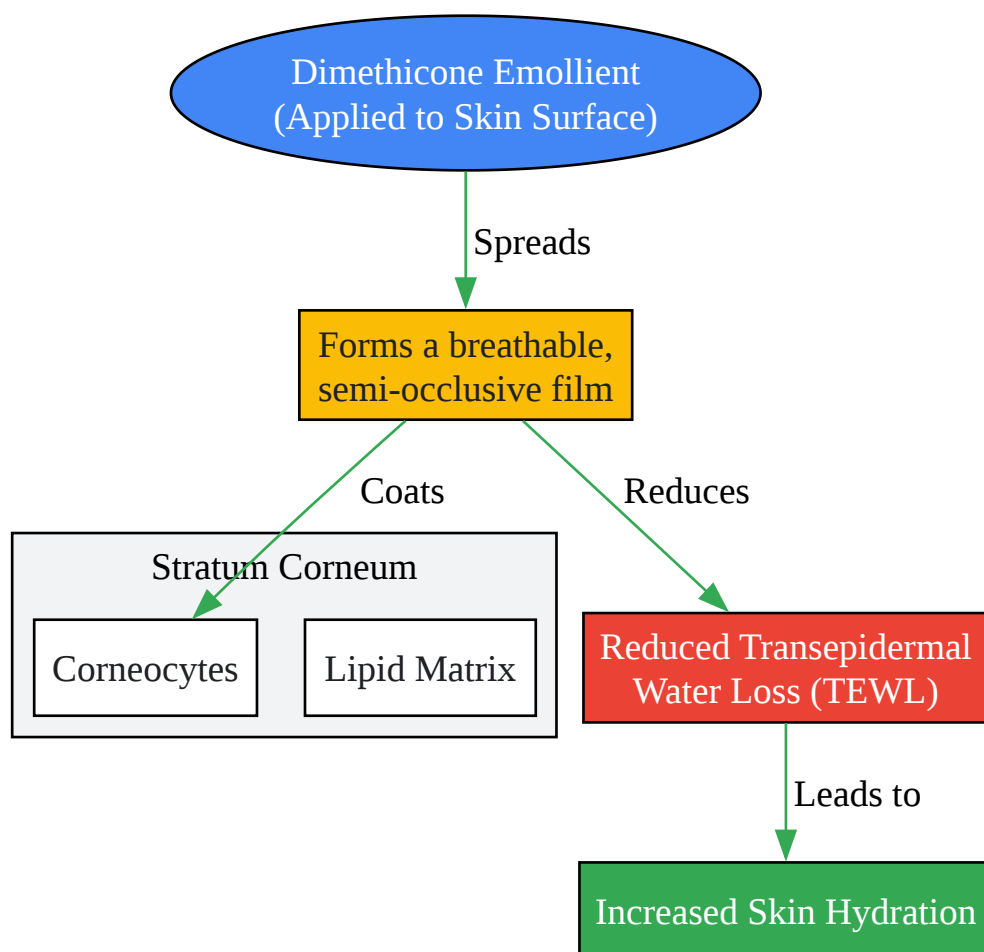 Dimethicone Emollient
(Applied to Skin Surface)
Spreads
Forms a breathable,
semi-occlusive film
Coats
Reduces
Stratum Corneum
Corneocytes
Lipid Matrix
Reduced Transepidermal
Water Loss (TEWL)
Leads to
Increased Skin Hydration